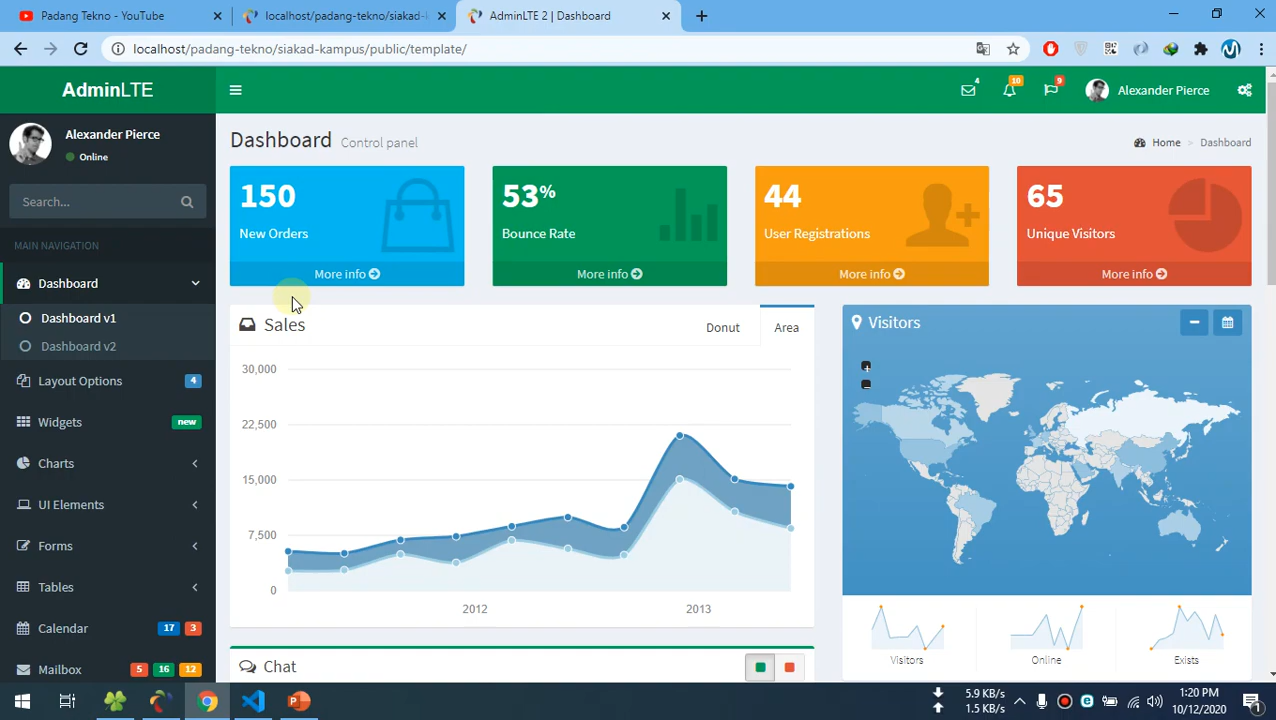 Padang Tekno - YouTube
localhost/padang-tekno/siakad-k
AdminLTE 2 | Dashboard
localhost/padang-tekno/siakad-kampus/public/template/
AdminLTE
4
10
9
Alexander Pierce
Alexander Pierce
Online
Search...
MAIN NAVIGATION
Dashboard
Dashboard v1
Dashboard v2
Layout Options 4
Widgets new
Charts
UI Elements
Forms
Tables
Calendar 17 3
Mailbox 5 16 12
Dashboard Control panel
Home > Dashboard
150
New Orders
More info
53%
Bounce Rate
More info
44
User Registrations
More info
65
Unique Visitors
More info
Sales
Donut Area
30,000
22,500
15,000
7,500
0
2012 2013
Visitors
+
−
Visitors Online Exists
Chat
5.9 KB/s
1.5 KB/s
1:20 PM
10/12/2020
1